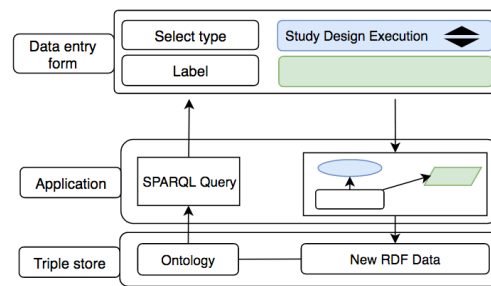 Data entry
form
Select type
Study Design Execution
Label
Application
SPARQL Query
Triple store
Ontology
New RDF Data